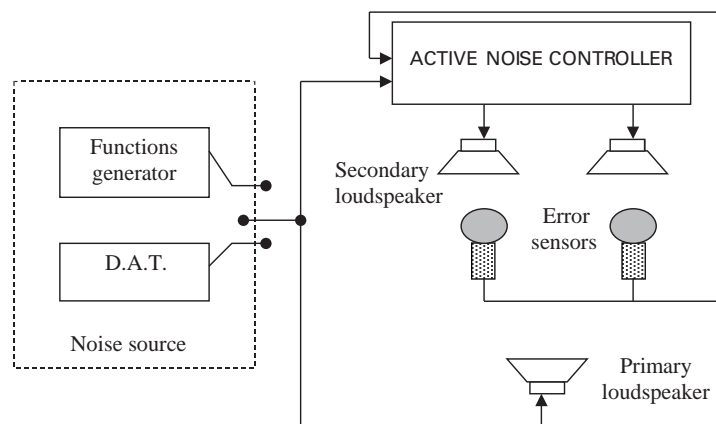 ACTIVE NOISE CONTROLLER
Functions
generator
Secondary
loudspeaker
Error
sensors
D.A.T.
Noise source
Primary
loudspeaker